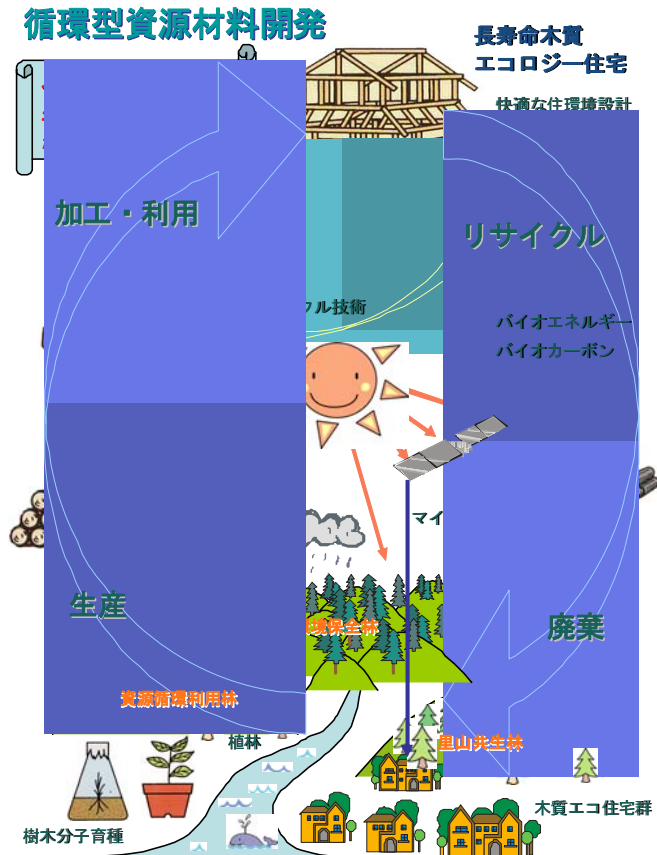 循環型資源材料開発
長寿命木質
エコロジー住宅
快適な住環境設計
加工・利用
リサイクル
クル技術
バイオエネルギー
バイオカーボン
マイ
生産
環境保全林
廃棄
資源循環利用林
植林
里山共生林
樹木分子育種
木質エコ住宅群